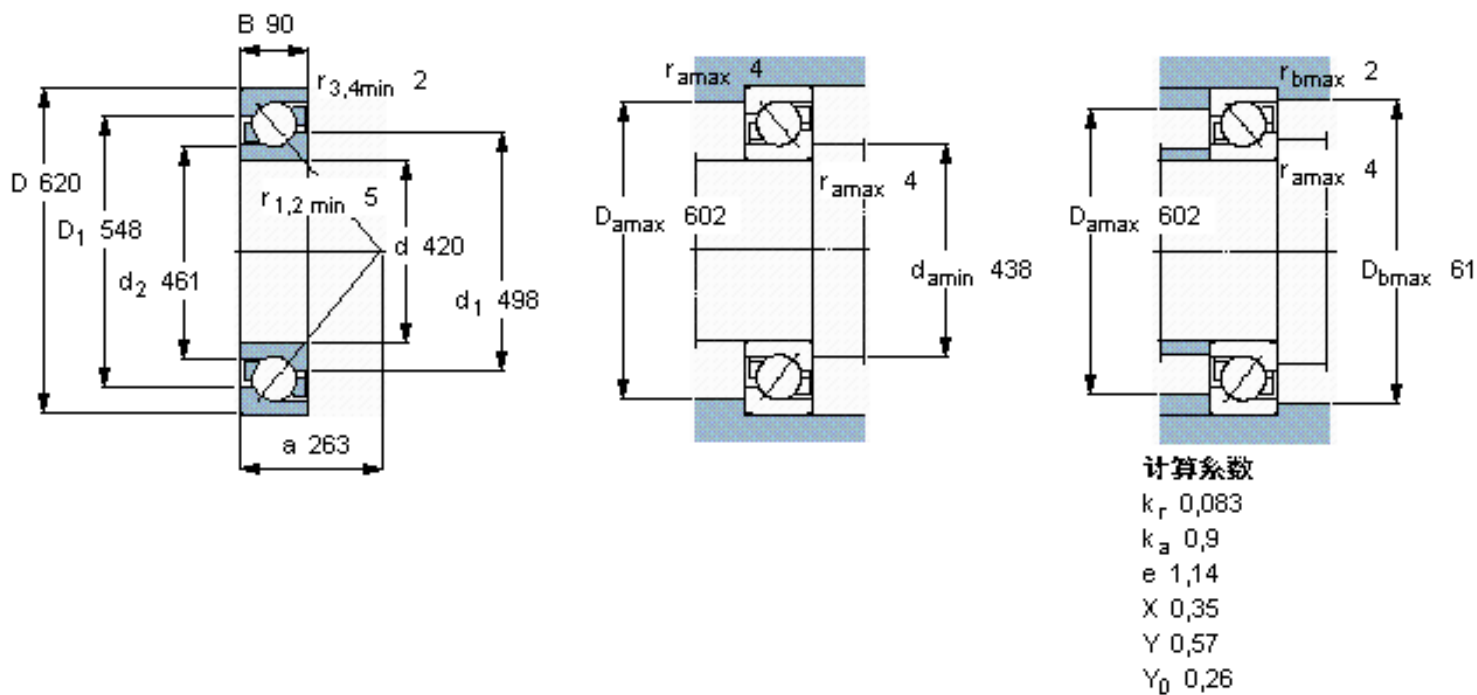 B 90
r3,4min 2
D 620
D1 548
d2 461
r1,2 min 5
d 420
d1 498
a 263
ramax 4
ramax 4
Damax 602
damin 438
rbmax 2
ramax 4
Damax 602
Dbmax 61
计算系数
kr 0,083
ka 0,9
e 1,14
X 0,35
Y 0,57
Y0 0,26